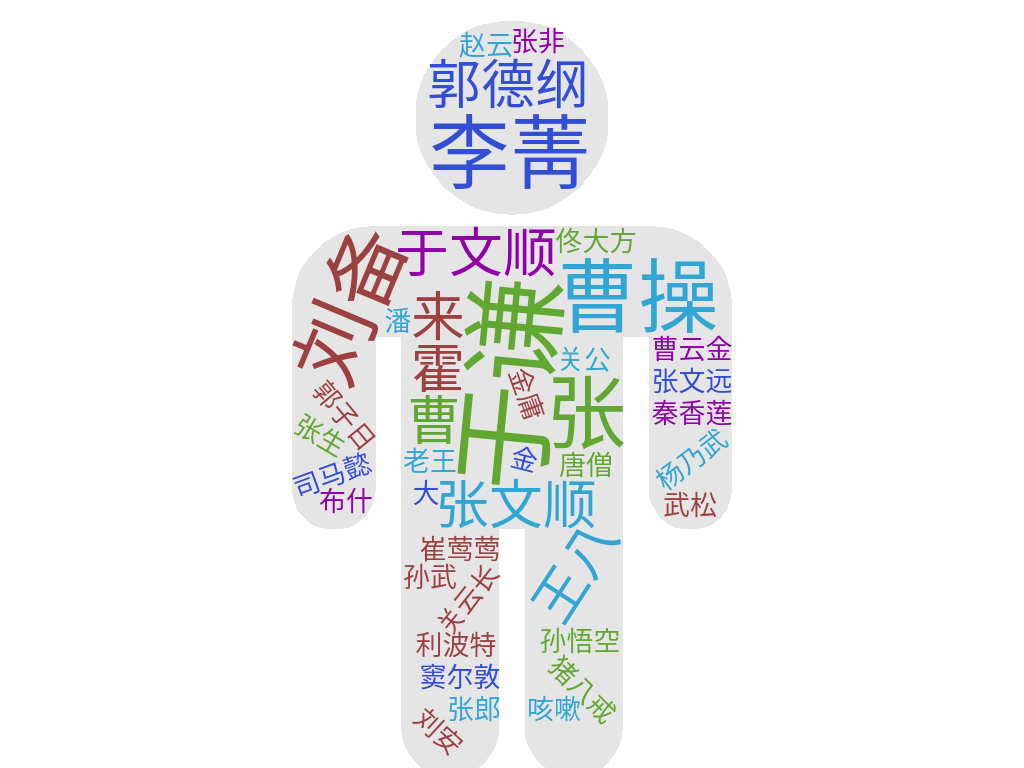 赵云
张非
郭德纲
李菁
于文顺
佟大方
刘备
曹操
潘
来
于谦
霍
关公
曹云金
张文远
秦香莲
金庸
张
郭子曰
曹
张生
老王
金
唐僧
杨乃武
司马懿
布什
大
张文顺
武松
崔莺莺
孙武
关云长
王八
利波特
孙悟空
窦尔敦
猪八戒
张郎
咳嗽
刘安